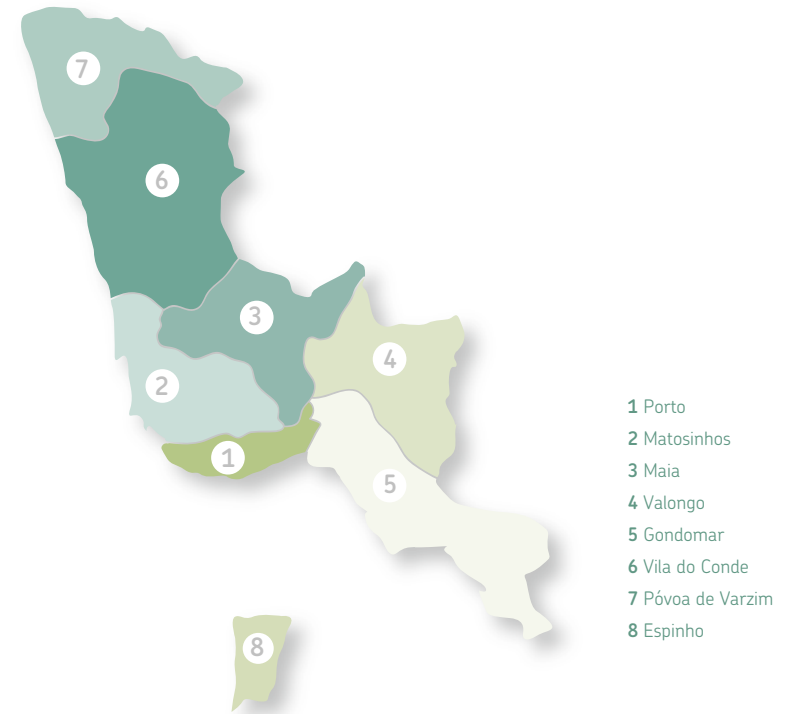 7
6
3
4
2
1
5
8
1 Porto
2 Matosinhos
3 Maia
4 Valongo
5 Gondomar
6 Vila do Conde
7 Póvoa de Varzim
8 Espinho